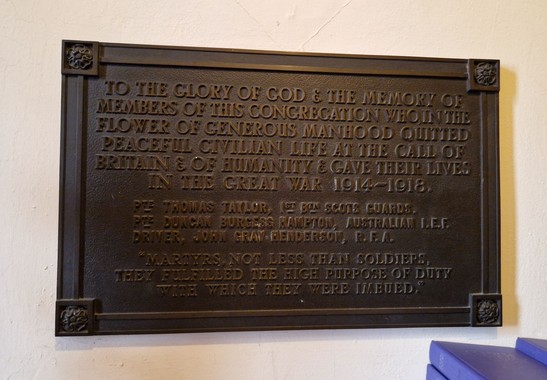 TO THE GLORY OF GOD & THE MEMORY OF
MEMBERS OF THIS CONGREGATION WHO IN THE
FLOWER OF GENEROUS MANHOOD QUITTED
PEACEFUL CIVILIAN LIFE AT THE CALL OF
BRITAIN & OF HUMANITY & GAVE THEIR LIVES
IN THE GREAT WAR 1914–1918.
PTE THOMAS TAYLOR, 1ST BTN SCOTS GUARDS.
PTE DUNCAN BURGESS HAMPTON, AUSTRALIAN I.E.F.
DRIVER, JOHN GRAY HENDERSON, R.F.A.
"MARTYRS, NOT LESS THAN SOLDIERS,
THEY FULFILLED THE HIGH PURPOSE OF DUTY
WITH WHICH THEY WERE IMBUED."